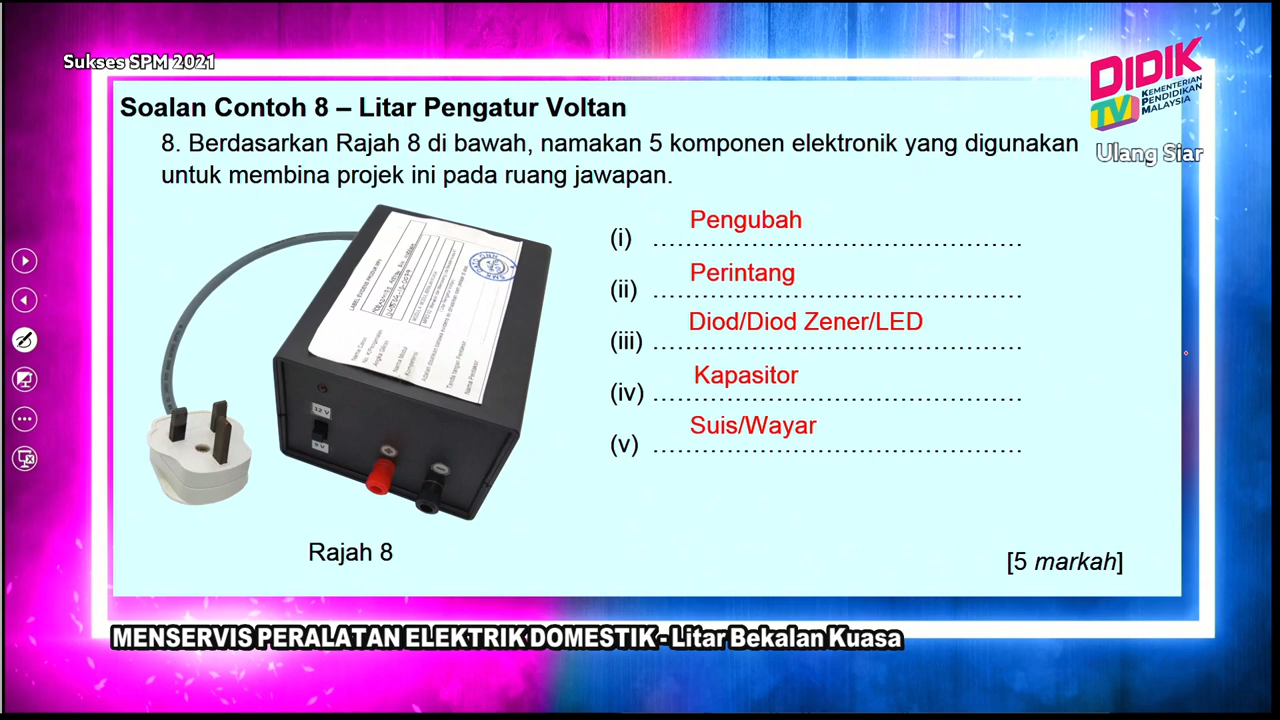 Sukses SPM 2021
DIDIK
TV
KEMENTERIAN
PENDIDIKAN
MALAYSIA
Ulang Siar
Soalan Contoh 8 – Litar Pengatur Voltan
8. Berdasarkan Rajah 8 di bawah, namakan 5 komponen elektronik yang digunakan
untuk membina projek ini pada ruang jawapan.
(i) Pengubah
(ii) Perintang
(iii) Diod/Diod Zener/LED
(iv) Kapasitor
(v) Suis/Wayar
12 V
9 V
Rajah 8
[5 markah]
MENSERVIS PERALATAN ELEKTRIK DOMESTIK - Litar Bekalan Kuasa